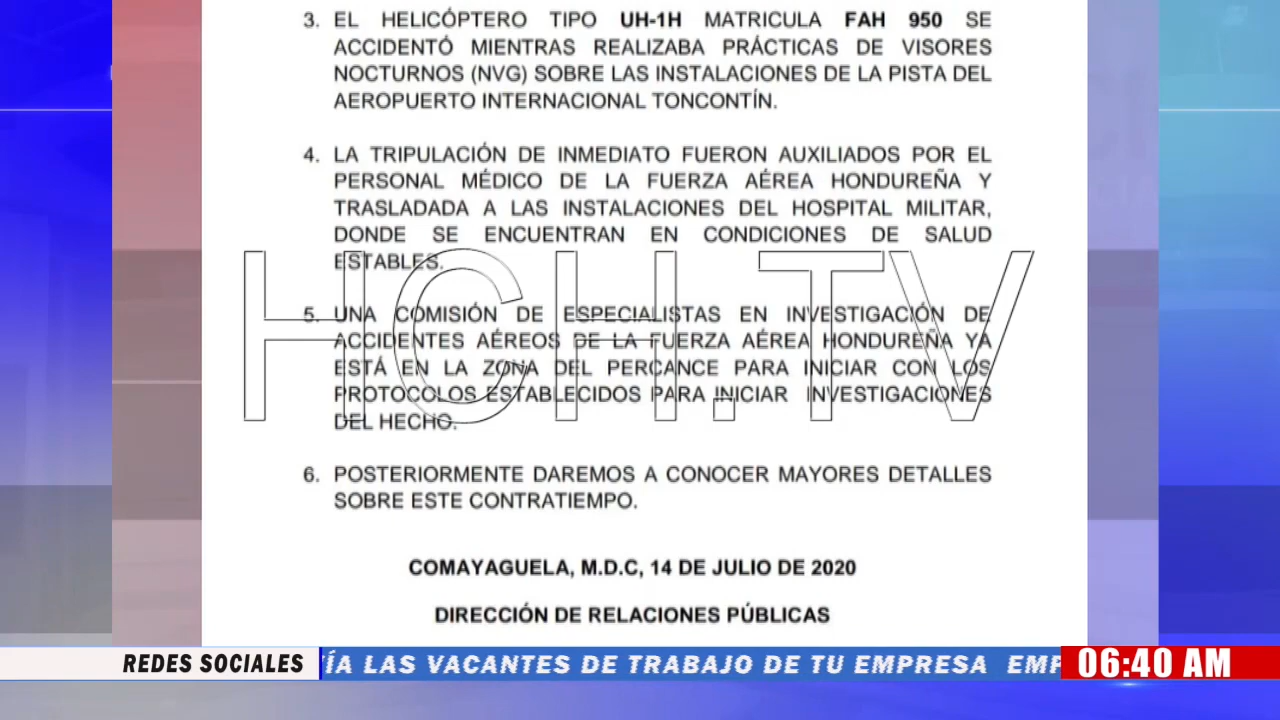 3. EL HELICÓPTERO TIPO UH-1H MATRICULA FAH 950 SE
ACCIDENTÓ MIENTRAS REALIZABA PRÁCTICAS DE VISORES
NOCTURNOS (NVG) SOBRE LAS INSTALACIONES DE LA PISTA DEL
AEROPUERTO INTERNACIONAL TONCONTÍN.
4. LA TRIPULACIÓN DE INMEDIATO FUERON AUXILIADOS POR EL
PERSONAL MÉDICO DE LA FUERZA AÉREA HONDUREÑA Y
TRASLADADA A LAS INSTALACIONES DEL HOSPITAL MILITAR,
DONDE SE ENCUENTRAN EN CONDICIONES DE SALUD
ESTABLES.
HCH.TV
5. UNA COMISIÓN DE ESPECIALISTAS EN INVESTIGACIÓN DE
ACCIDENTES AÉREOS DE LA FUERZA AÉREA HONDUREÑA YA
ESTÁ EN LA ZONA DEL PERCANCE PARA INICIAR CON LOS
PROTOCOLOS ESTABLECIDOS PARA INICIAR INVESTIGACIONES
DEL HECHO.
6. POSTERIORMENTE DAREMOS A CONOCER MAYORES DETALLES
SOBRE ESTE CONTRATIEMPO.
COMAYAGUELA, M.D.C, 14 DE JULIO DE 2020
DIRECCIÓN DE RELACIONES PÚBLICAS
REDES SOCIALES ÍA LAS VACANTES DE TRABAJO DE TU EMPRESA EMP 06:40 AM